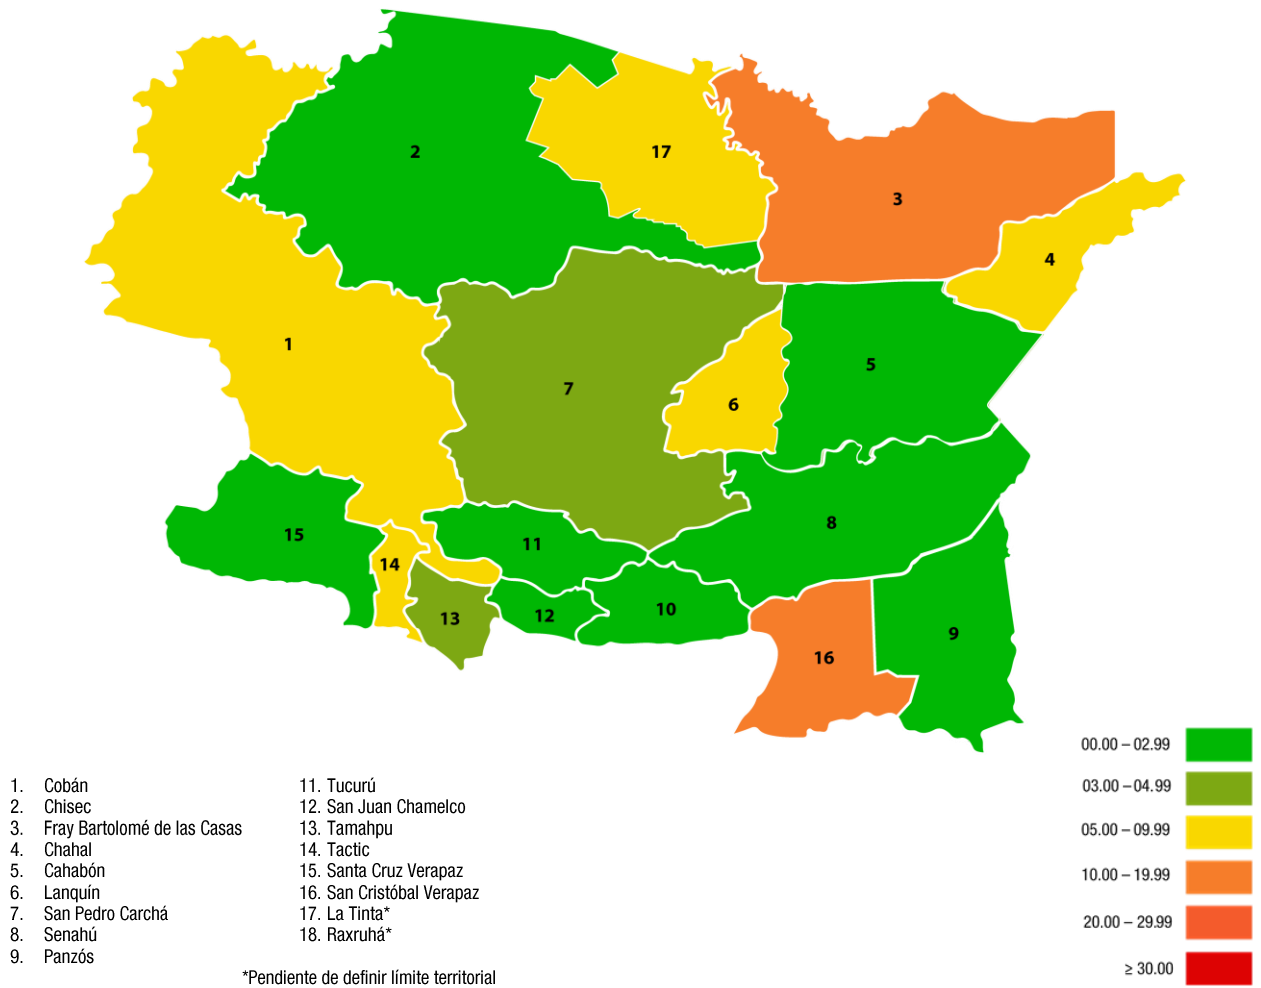 2
17
3
4
1
5
7
6
8
15
11
14
10
12
13
9
16
00.00 – 02.99
03.00 – 04.99
05.00 – 09.99
10.00 – 19.99
20.00 – 29.99
≥ 30.00
1. Cobán
2. Chisec
3. Fray Bartolomé de las Casas
4. Chahal
5. Cahabón
6. Lanquín
7. San Pedro Carchá
8. Senahú
9. Panzós
11. Tucurú
12. San Juan Chamelco
13. Tamahpu
14. Tactic
15. Santa Cruz Verapaz
16. San Cristóbal Verapaz
17. La Tinta*
18. Raxruhá*
*Pendiente de definir límite territorial